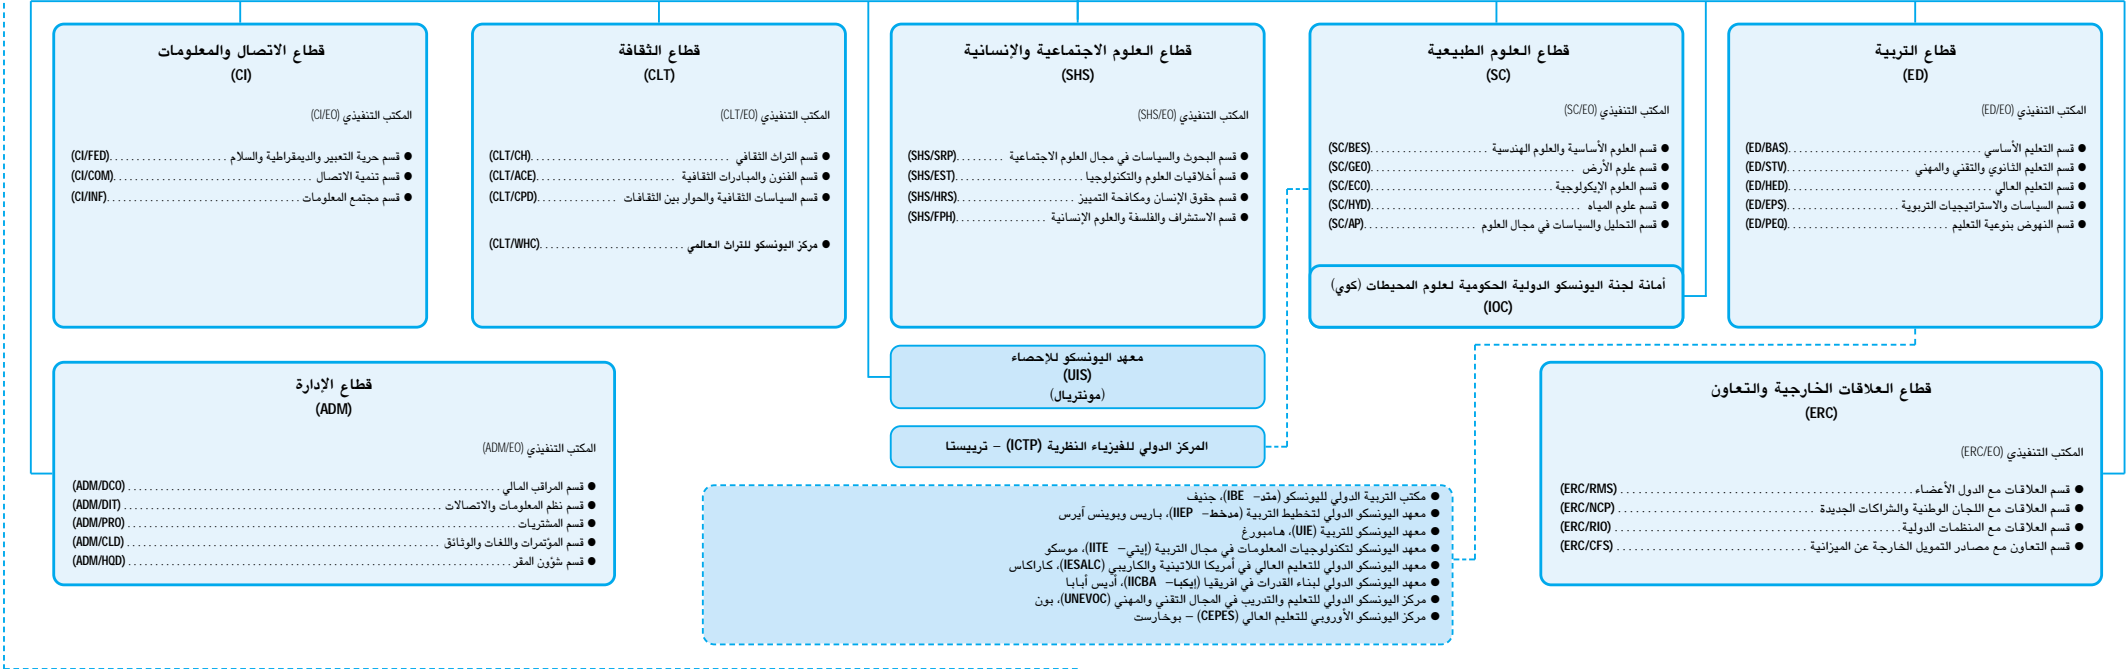 قطاع التربية
(ED)
المكتب التنفيذي (ED/EO)
● قسم التعليم الأساسي ........................ (ED/BAS)
● قسم التعليم الثانوي والتقني والمهني ........................ (ED/STV)
● قسم التعليم العالي ........................ (ED/HED)
● قسم السياسات والاستراتيجيات التربوية ........................ (ED/EPS)
● قسم النهوض بنوعية التعليم ........................ (ED/PEQ)
قطاع العلوم الطبيعية
(SC)
المكتب التنفيذي (SC/EO)
● قسم العلوم الأساسية والعلوم الهندسية ........................ (SC/BES)
● قسم علوم الأرض ........................ (SC/GEO)
● قسم العلوم الإيكولوجية ........................ (SC/ECO)
● قسم علوم المياه ........................ (SC/HYD)
● قسم التحليل والسياسات في مجال العلوم ........................ (SC/AP)
أمانة لجنة اليونسكو الدولية الحكومية لعلوم المحيطات (كوي)
(IOC)
قطاع العلوم الاجتماعية والإنسانية
(SHS)
المكتب التنفيذي (SHS/EO)
● قسم البحوث والسياسات في مجال العلوم الاجتماعية ........................ (SHS/SRP)
● قسم أخلاقيات العلوم والتكنولوجيا ........................ (SHS/EST)
● قسم حقوق الإنسان ومكافحة التمييز ........................ (SHS/HRS)
● قسم الاستشراف والفلسفة والعلوم الإنسانية ........................ (SHS/FPH)
قطاع الثقافة
(CLT)
المكتب التنفيذي (CLT/EO)
● قسم التراث الثقافي ........................ (CLT/CH)
● قسم الفنون والمبادرات الثقافية ........................ (CLT/ACE)
● قسم السياسات الثقافية والحوار بين الثقافات ........................ (CLT/CPD)
● مركز اليونسكو للتراث العالمي ........................ (CLT/WHC)
قطاع الاتصال والمعلومات
(CI)
المكتب التنفيذي (CI/EO)
● قسم حرية التعبير والديمقراطية والسلام ........................ (CI/FED)
● قسم تنمية الاتصال ........................ (CI/COM)
● قسم مجتمع المعلومات ........................ (CI/INF)
قطاع العلاقات الخارجية والتعاون
(ERC)
المكتب التنفيذي (ERC/EO)
● قسم العلاقات مع الدول الأعضاء ........................ (ERC/RMS)
● قسم العلاقات مع اللجان الوطنية والشراكات الجديدة ........................ (ERC/NCP)
● قسم العلاقات مع المنظمات الدولية ........................ (ERC/RIO)
● قسم التعاون مع مصادر التمويل الخارجة عن الميزانية ........................ (ERC/CFS)
معهد اليونسكو للإحصاء
(UIS)
(مونتريال)
المركز الدولي للفيزياء النظرية (ICTP) – ترييستا
● مكتب التربية الدولي لليونسكو (متد– IBE)، جنيف
● معهد اليونسكو الدولي لتخطيط التربية (مدخط– IIEP)، باريس وبوينس آيرس
● معهد اليونسكو للتربية (UIE)، هامبورغ
● معهد اليونسكو لتكنولوجيات المعلومات في مجال التربية (إيتي– IITE)، موسكو
● معهد اليونسكو الدولي للتعليم العالي في أمريكا اللاتينية والكاريبي (IESALC)، كاراكاس
● معهد اليونسكو الدولي لبناء القدرات في افريقيا (إيكبا– IICBA)، أديس أبابا
● مركز اليونسكو الدولي للتعليم والتدريب في المجال التقني والمهني (UNEVOC)، بون
● مركز اليونسكو الأوروبي للتعليم العالي (CEPES) – بوخارست
قطاع الإدارة
(ADM)
المكتب التنفيذي (ADM/EO)
● قسم المراقب المالي ........................ (ADM/DCO)
● قسم نظم المعلومات والاتصالات ........................ (ADM/DIT)
● قسم المشتريات ........................ (ADM/PRO)
● قسم المؤتمرات واللغات والوثائق ........................ (ADM/CLD)
● قسم شؤون المقر ........................ (ADM/HQD)